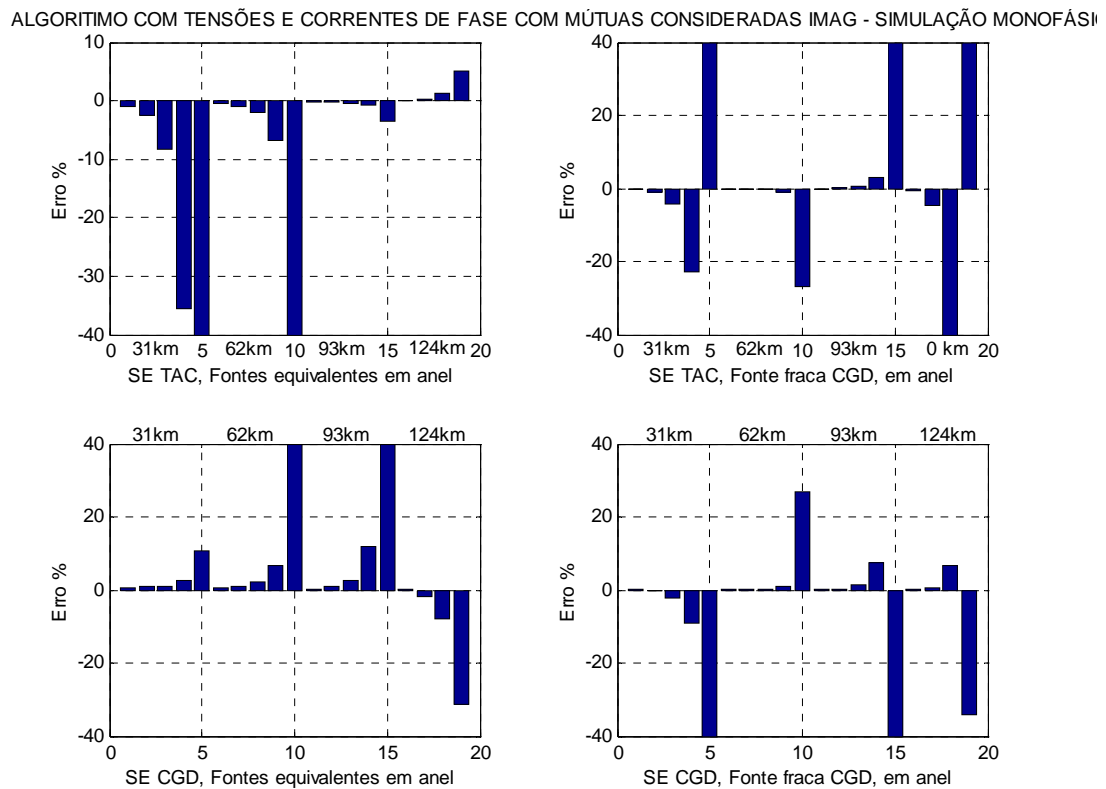 ALGORITIMO COM TENSÕES E CORRENTES DE FASE COM MÚTUAS CONSIDERADAS IMAG - SIMULAÇÃO MONOFÁSI
10
0
-10
-20
-30
-40
Erro %
0 31km 5 62km 10 93km 15 124km 20
SE TAC, Fontes equivalentes em anel
40
20
0
-20
-40
Erro %
0 31km 5 62km 10 93km 15 0 km 20
SE TAC, Fonte fraca CGD, em anel
31km 62km 93km 124km
40
20
0
-20
-40
Erro %
0 5 10 15 20
SE CGD, Fontes equivalentes em anel
31km 62km 93km 124km
40
20
0
-20
-40
Erro %
0 5 10 15 20
SE CGD, Fonte fraca CGD, em anel